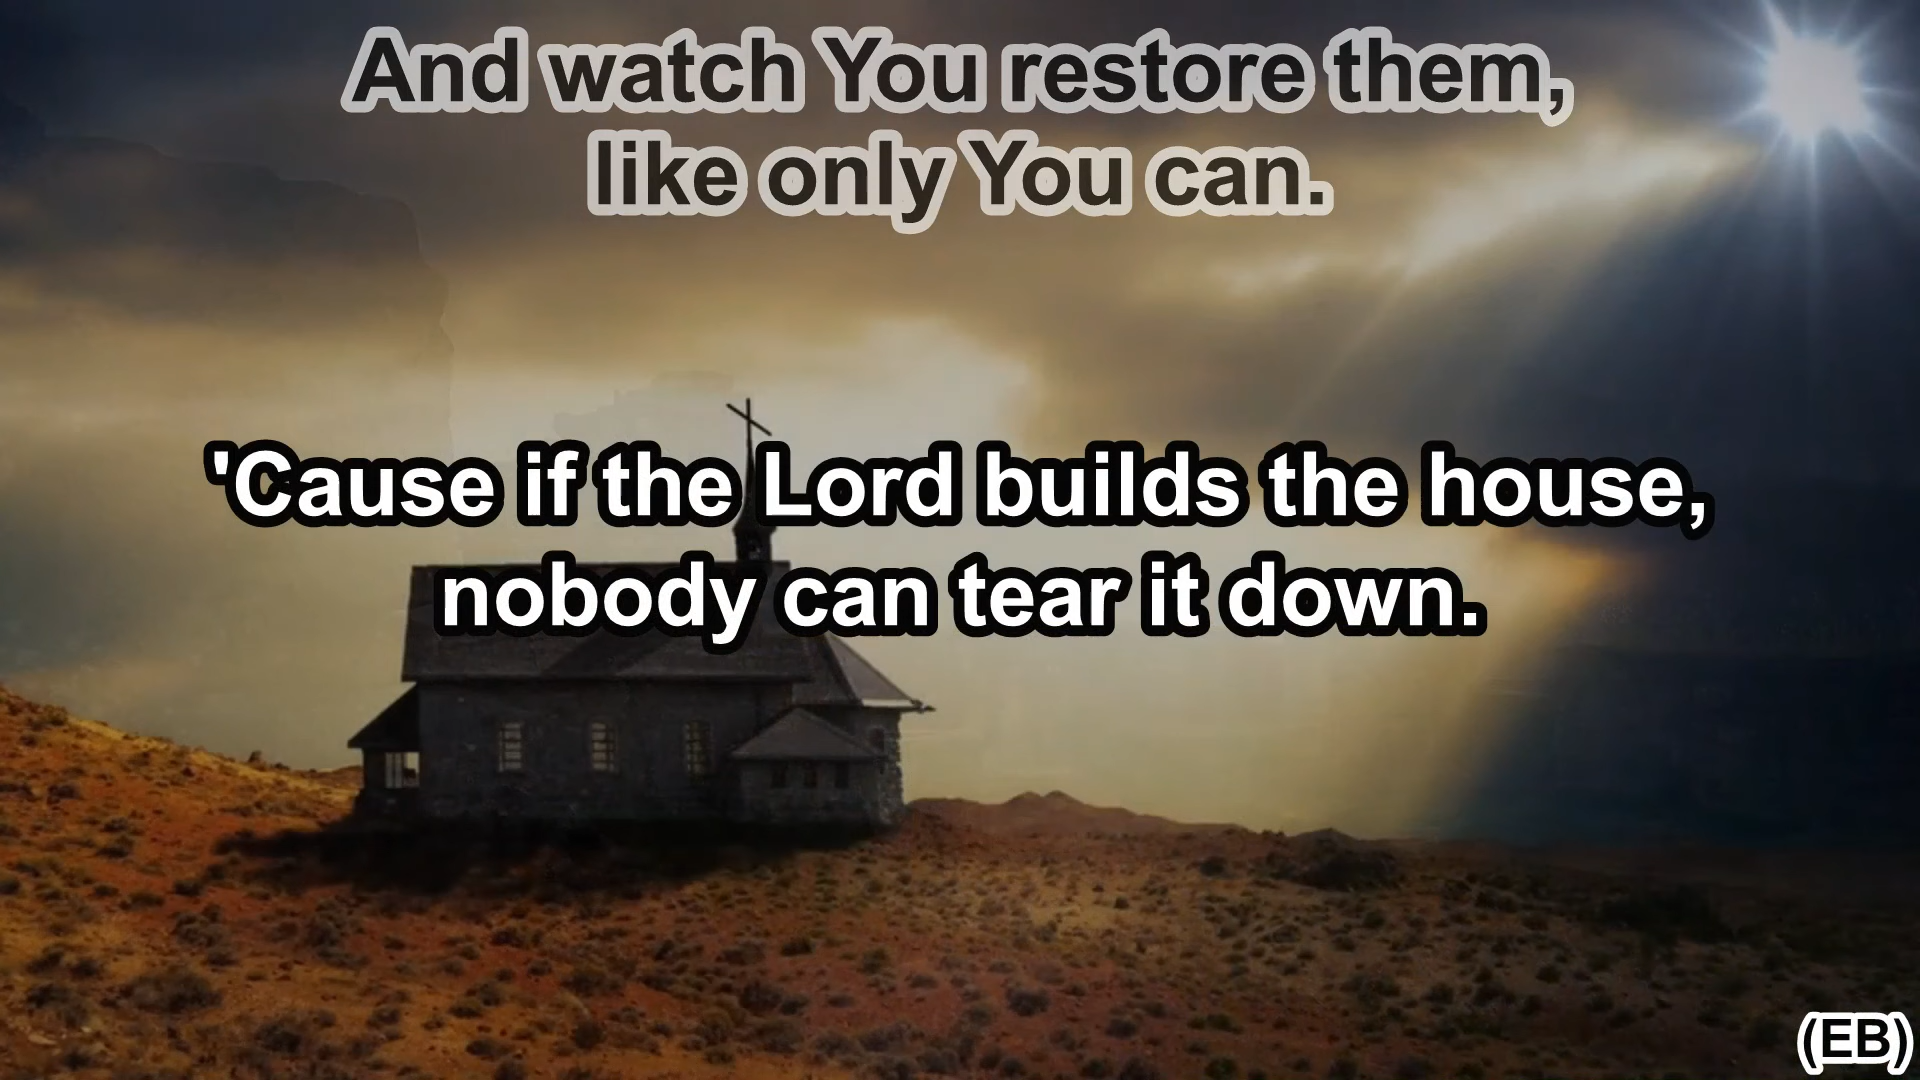 And watch You restore them,
like only You can.
'Cause if the Lord builds the house,
nobody can tear it down.
(EB)